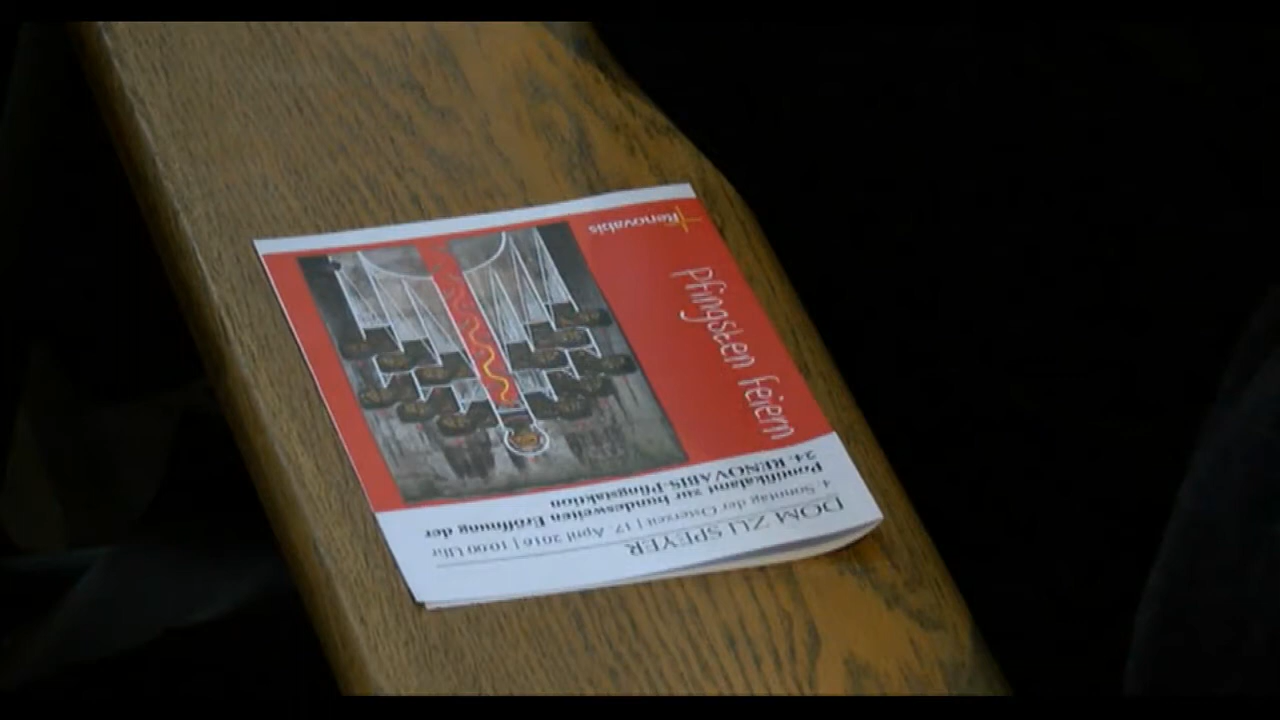 DOM ZU SPEYER
4. Sonntag der Osterzeit | 17. April 2016 | 10:00 Uhr
Pontifikalamt zur bundesweiten Eröffnung der
24. RENOVABIS-Pfingstaktion
pfingsten feiern
Renovabis